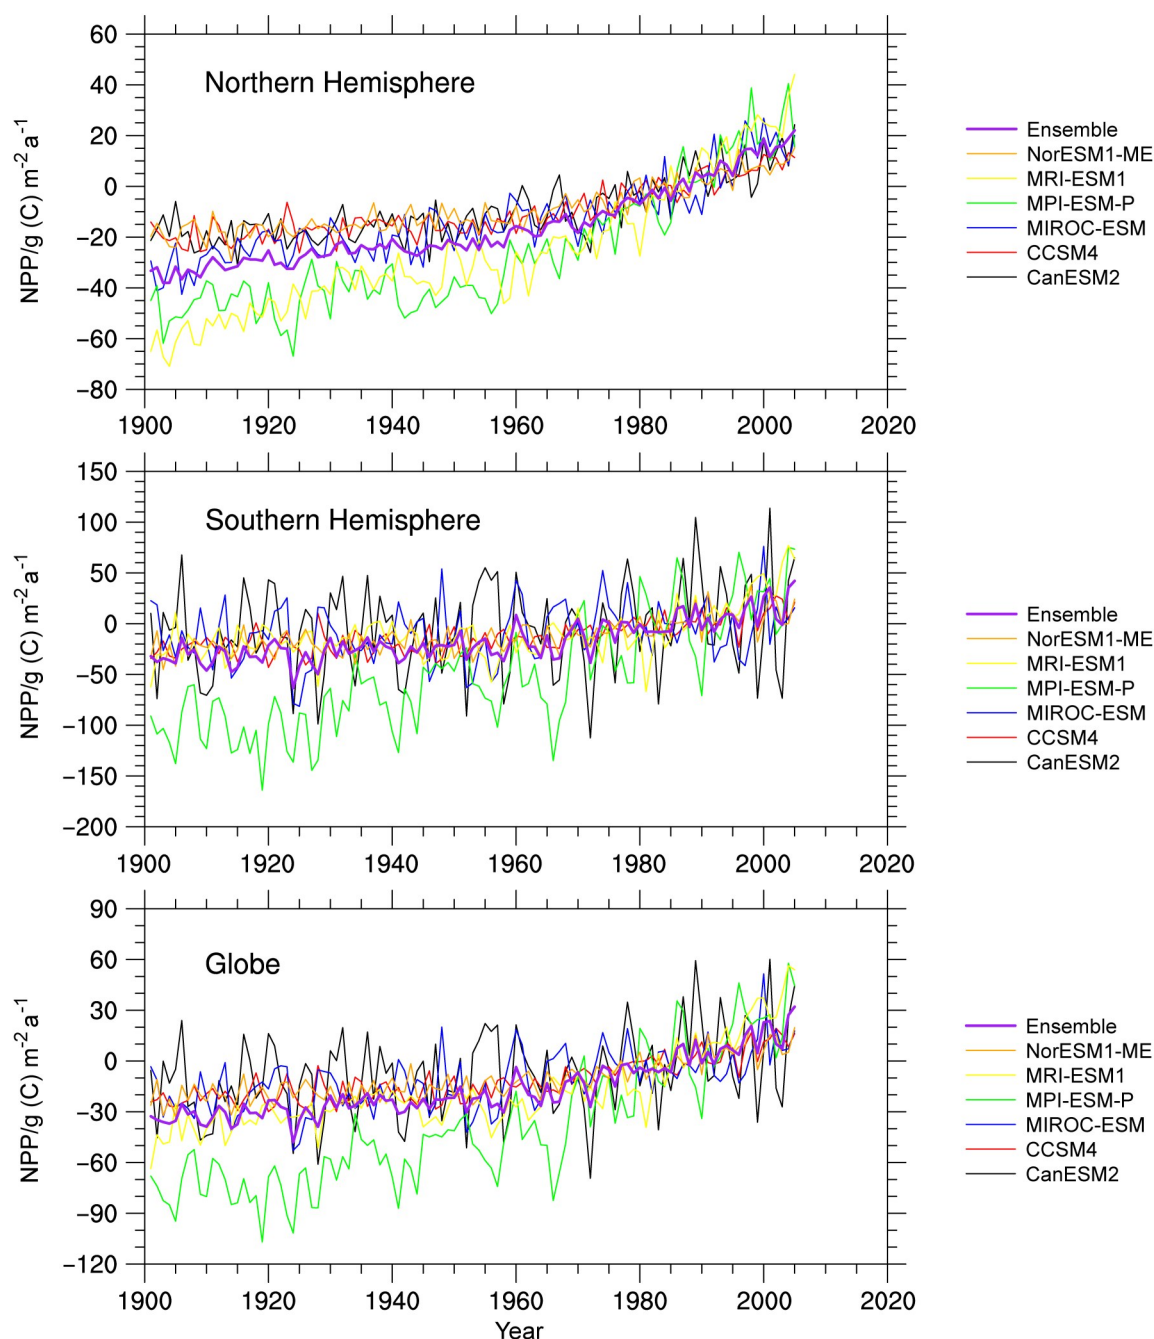 60
40
20
0
−20
−40
−60
−80
NPP/g (C) m⁻² a⁻¹
Northern Hemisphere
1900 1920 1940 1960 1980 2000 2020
Ensemble
NorESM1-ME
MRI-ESM1
MPI-ESM-P
MIROC-ESM
CCSM4
CanESM2
150
100
50
0
−50
−100
−150
−200
NPP/g (C) m⁻² a⁻¹
Southern Hemisphere
1900 1920 1940 1960 1980 2000 2020
Ensemble
NorESM1-ME
MRI-ESM1
MPI-ESM-P
MIROC-ESM
CCSM4
CanESM2
90
60
30
0
−30
−60
−90
−120
NPP/g (C) m⁻² a⁻¹
Globe
1900 1920 1940 1960 1980 2000 2020
Year
Ensemble
NorESM1-ME
MRI-ESM1
MPI-ESM-P
MIROC-ESM
CCSM4
CanESM2